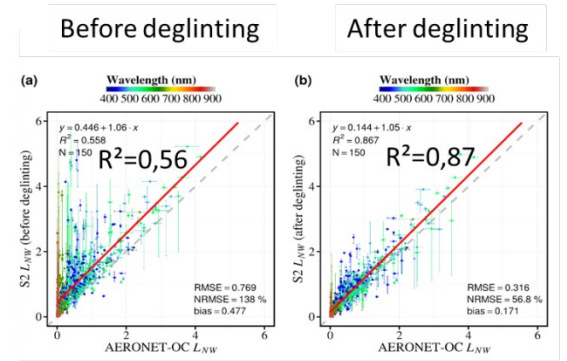 Before deglinting
After deglinting
(a)
Wavelength (nm)
400 500 600 700 800 900
y = 0.446 + 1.06 · x
R² = 0.558
N = 150
R²=0,56
6
4
2
0
S2 L_NW (before deglinting)
RMSE = 0.769
NRMSE = 138 %
bias = 0.477
0 2 4 6
AERONET-OC L_NW
(b)
Wavelength (nm)
400 500 600 700 800 900
y = 0.144 + 1.05 · x
R² = 0.867
N = 150
R²=0,87
6
4
2
0
S2 L_NW (after deglinting)
RMSE = 0.316
NRMSE = 56.8 %
bias = 0.171
0 2 4 6
AERONET-OC L_NW